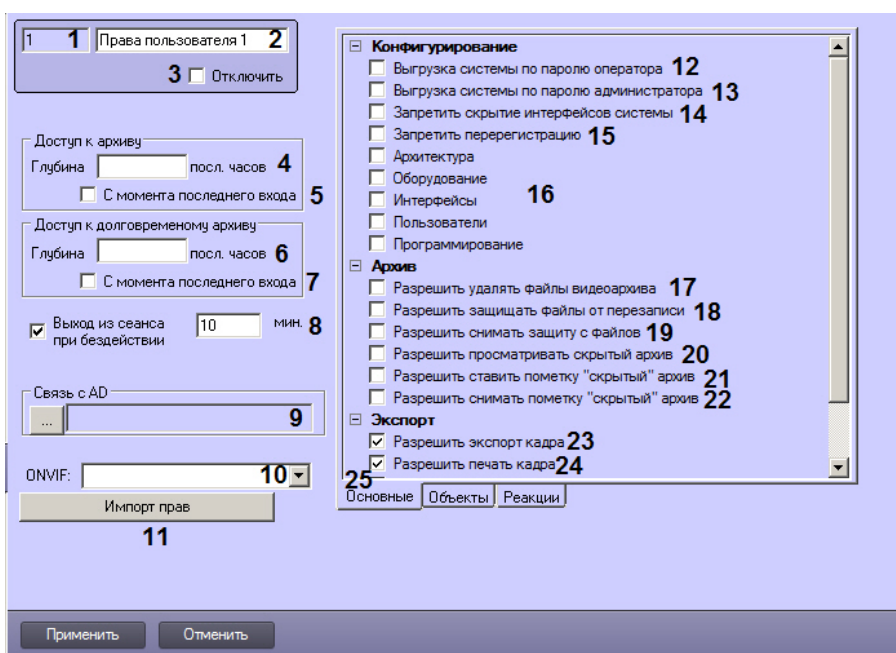 1 1 Права пользователя 1 2
3 Отключить
Доступ к архиву
Глубина посл. часов 4
С момента последнего входа 5
Доступ к долговременому архиву
Глубина посл. часов 6
С момента последнего входа 7
Выход из сеанса при бездействии 10 мин. 8
Связь с AD
... 9
ONVIF: 10
Импорт прав
11
Конфигурирование
Выгрузка системы по паролю оператора 12
Выгрузка системы по паролю администратора 13
Запретить скрытие интерфейсов системы 14
Запретить перерегистрацию 15
Архитектура
Оборудование
Интерфейсы 16
Пользователи
Программирование
Архив
Разрешить удалять файлы видеоархива 17
Разрешить защищать файлы от перезаписи 18
Разрешить снимать защиту с файлов 19
Разрешить просматривать скрытый архив 20
Разрешить ставить пометку "скрытый" архив 21
Разрешить снимать пометку "скрытый" архив 22
Экспорт
Разрешить экспорт кадра 23
Разрешить печать кадра 24
25
Основные Объекты Реакции
Применить Отменить